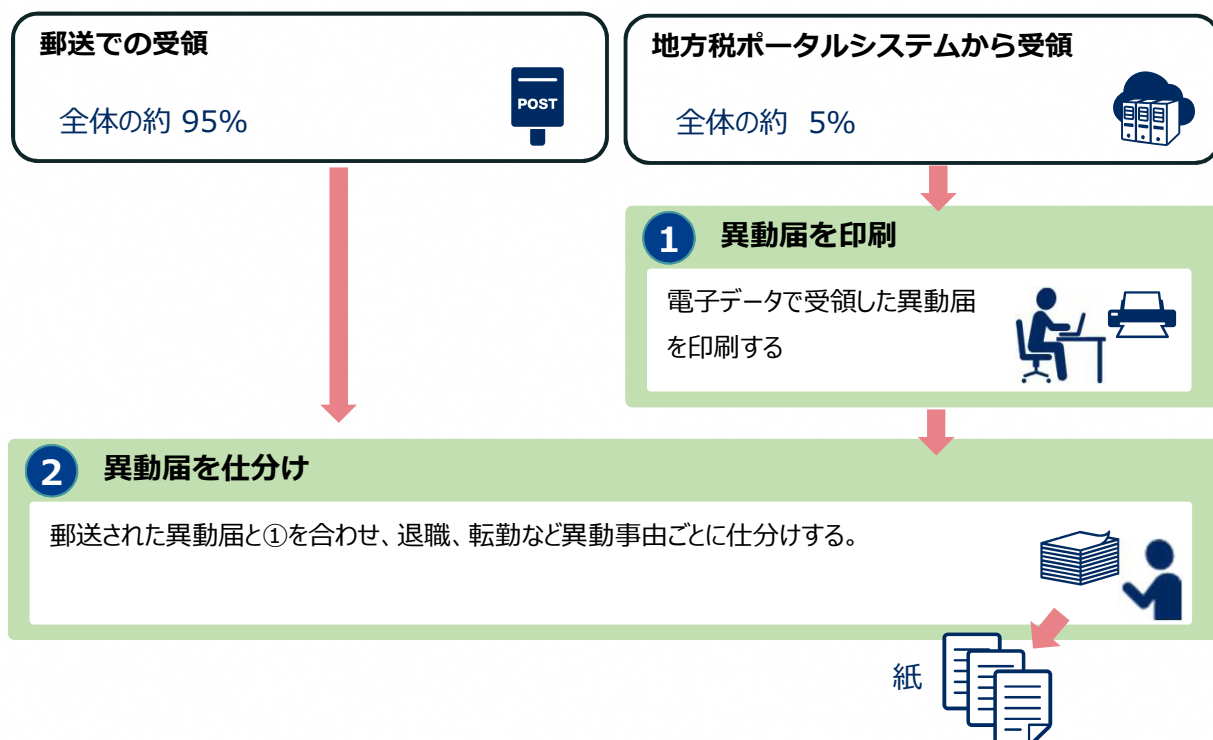 郵送での受領
全体の約 95%
POST
地方税ポータルシステムから受領
全体の約 5%
1 異動届を印刷
電子データで受領した異動届
を印刷する
2 異動届を仕分け
郵送された異動届と①を合わせ、退職、転勤など異動事由ごとに仕分けする。
紙